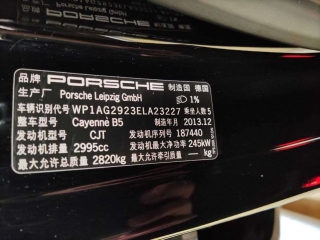 品牌 PORSCHE 制造国 德国
生产厂 Porsche Leipzig GmbH 1%
车辆识别代号 WP1AG2923ELA23227 乘坐人数 5
整车型号 Cayenne B5 制造年月 2013.12
发动机型号 CJT 发动机序列号 187440
发动机排量 2995cc 发动机最大净功率 245kW
最大允许总质量 2820kg 最大允许牵引质量 — kg